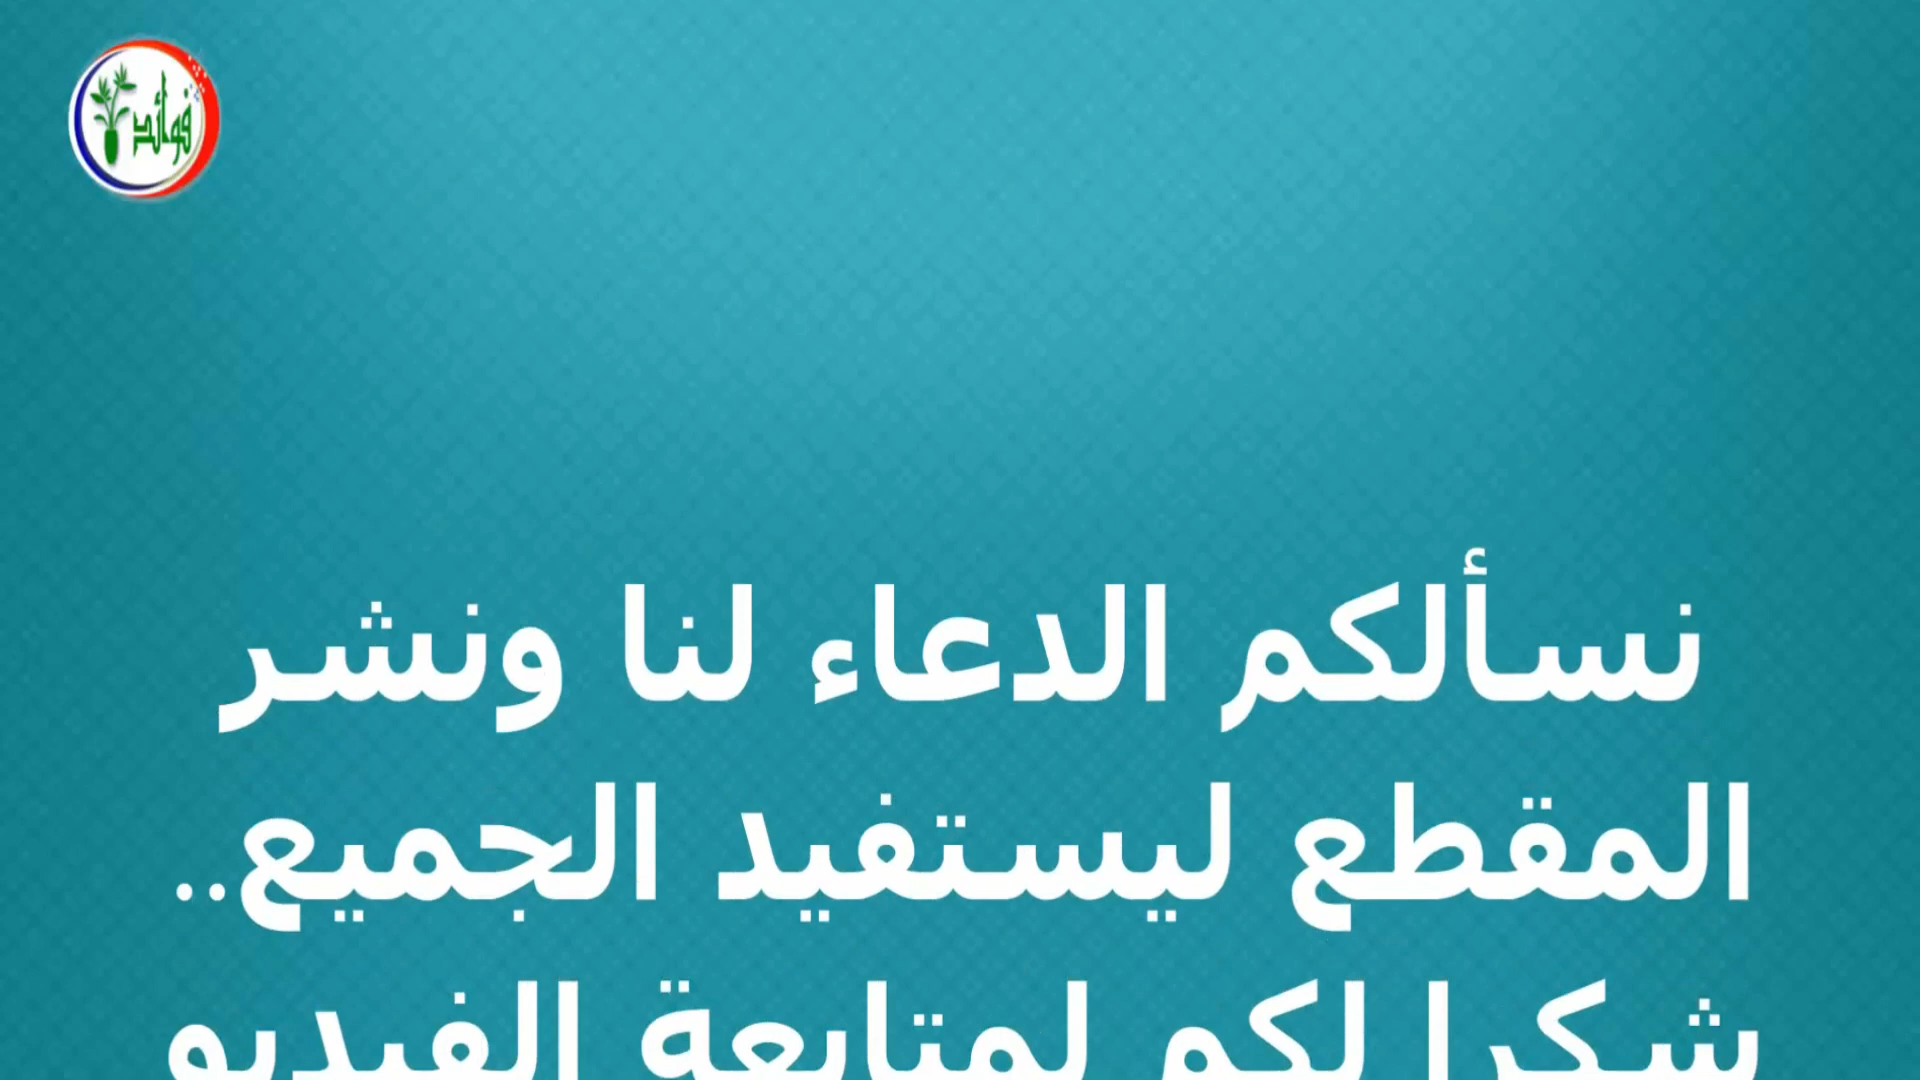 فوائد
نسألكم الدعاء لنا ونشر
المقطع ليستفيد الجميع..
شكرا لكم لمتابعة الفيديو